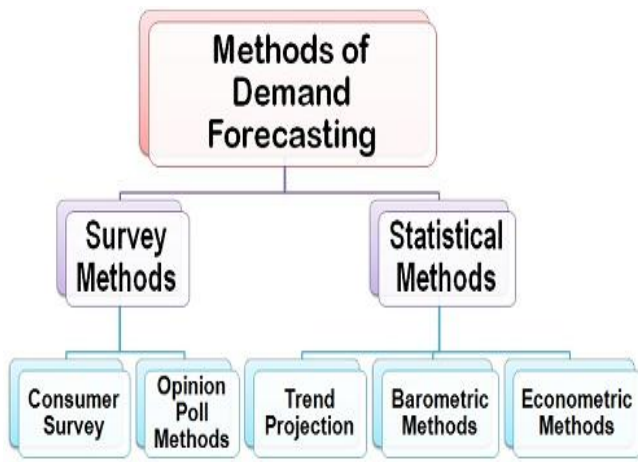 Methods of
Demand
Forecasting
Survey
Methods
Statistical
Methods
Consumer
Survey
Opinion
Poll
Methods
Trend
Projection
Barometric
Methods
Econometric
Methods